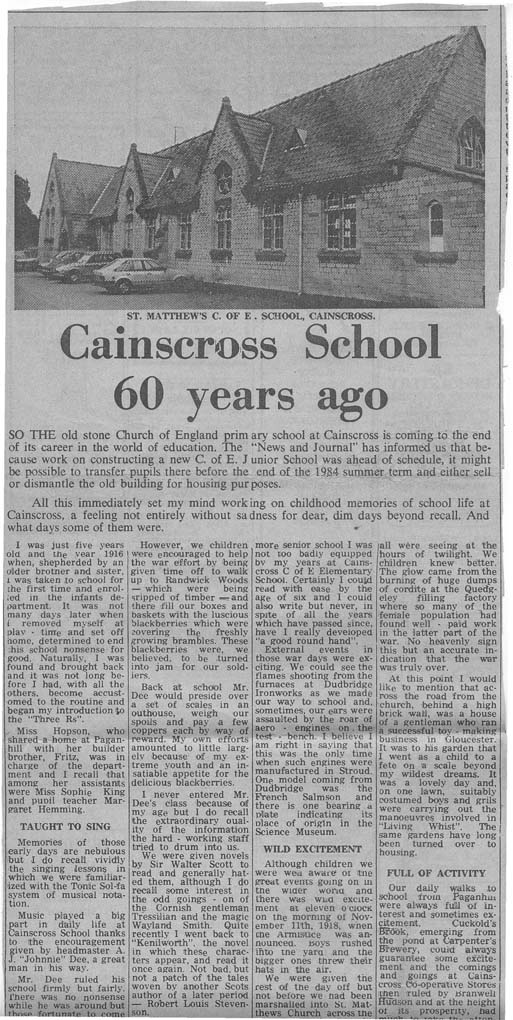 ST. MATTHEW'S C. OF E. SCHOOL, CAINSCROSS.
Cainscross School
60 years ago
SO THE old stone Church of England primary school at Cainscross is coming to the end
of its career in the world of education. The "News and Journal" has informed us that be-
cause work on constructing a new C. of E. Junior School was ahead of schedule, it might
be possible to transfer pupils there before the end of the 1984 summer term and either sell
or dismantle the old building for housing purposes.
All this immediately set my mind working on childhood memories of school life at
Cainscross, a feeling not entirely without sadness for dear, dim days beyond recall. And
what days some of them were.
I was just five years
old and the year 1916
when, shepherded by an
older brother and sister,
I was taken to school for
the first time and enrol-
led in the infants de-
partment. It was not
many days later when
I removed myself at
play - time and set off
home, determined to end
this school nonsense for
good. Naturally, I was
found and brought back
and it was not long be-
fore I had, with all the
others, become accust-
omed to the routine and
began my introduction to
the "Three Rs".
Miss Hopson, who
shared a home at Pagan-
hill with her builder
brother, Fritz, was in
charge of the depart-
ment and I recall that
among her assistants
were Miss Sophie King
and pupil teacher Mar-
garet Hemming.
TAUGHT TO SING
Memories of those
early days are nebulous
but I do recall vividly
the singing lessons in
which we were familiar-
ized with the Tonic Sol-fa
system of musical nota-
tion.
Music played a big
part in daily life at
Cainscross School thanks
to the encouragement
given by headmaster A.
J. "Johnnie" Dee, a great
man in his way.
Mr. Dee ruled his
school firmly but fairly.
There was no nonsense
while he was around but
those fortunate to come
However, we children
were encouraged to help
the war effort by being
given time off to walk
up to Randwick Woods
- which were being
stripped of timber - and
there fill our boxes and
baskets with the luscious
blackberries which were
covering the freshly
growing brambles. These
blackberries were, we
believed, to be turned
into jam for our sold-
iers.
Back at school Mr.
Dee would preside over
a set of scales in an
outhouse, weigh our
spoils and pay a few
coppers each by way of
reward. My own efforts
amounted to little larg-
ely because of my ex-
treme youth and an in-
satiable appetite for the
delicious blackberries.
I never entered Mr.
Dee's class because of
my age but I do recall
the extraordinary qual-
ity of the information
the hard - working staff
tried to drum into us.
We were given novels
by Sir Walter Scott to
read and generally hat-
ed them, although I do
recall some interest in
the odd goings - on of
the Cornish gentleman
Tressilian and the magic
Wayland Smith. Quite
recently I went back to
"Kenilworth", the novel
in which these charac-
ters appear, and read it
once again. Not bad, but
not a patch of the tales
woven by another Scots
author of a later period
— Robert Louis Steven-
son.
more senior school I was
not too badly equipped
by my years at Cains-
cross C of E Elementary
School. Certainly I could
read with ease by the
age of six and I could
also write but never, in
spite of all the years
which have passed since,
have I really developed
"a good round hand".
External events in
those war days were ex-
citing. We could see the
flames shooting from the
furnaces at Dudbridge
Ironworks as we made
our way to school and,
sometimes, our ears were
assaulted by the roar of
aero - engines on the
test - bench. I believe I
am right in saying that
this was the only time
when such engines were
manufactured in Stroud.
One model coming from
Dudbridge was the
French Salmson and
there is one bearing a
plate indicating its
place of origin in the
Science Museum.
WILD EXCITEMENT
Although children we
were well aware of the
great events going on in
the wider world and
there was wild excite-
ment at eleven o'clock
on the morning of Nov-
ember 11th, 1918, when
the Armistice was an-
nounced. Boys rushed
into the yard and the
bigger ones threw their
hats in the air.
We were given the
rest of the day off but
not before we had been
marshalled into St. Mat-
thews Church across the
all were seeing at the
hours of twilight. We
children knew better.
The glow came from the
burning of huge dumps
of cordite at the Quedg-
eley filling factory
where so many of the
female population had
found well - paid work
in the latter part of the
war. No heavenly sign
this but an accurate in-
dication that the war
was truly over.
At this point I would
like to mention that ac-
ross the road from the
church, behind a high
brick wall, was a house
of a gentleman who ran
a successful toy - making
business in Gloucester.
It was to his garden that
I went as a child to a
fete on a scale beyond
my wildest dreams. It
was a lovely day and,
on one lawn, suitably
costumed boys and grils
were carrying out the
manoeuvres involved in
"Living Whist". The
same gardens have long
been turned over to
housing.
FULL OF ACTIVITY
Our daily walks to
school from Paganhill
were always full of in-
terest and sometimes ex-
citement. Cuckold's
Brook, emerging from
the pond at Carpenter's
Brewery, could always
guarantee some excite-
ment and the comings
and goings at Cains-
cross Co-operative Stores
then ruled by
Hudson and at the height
of its prosperity, had